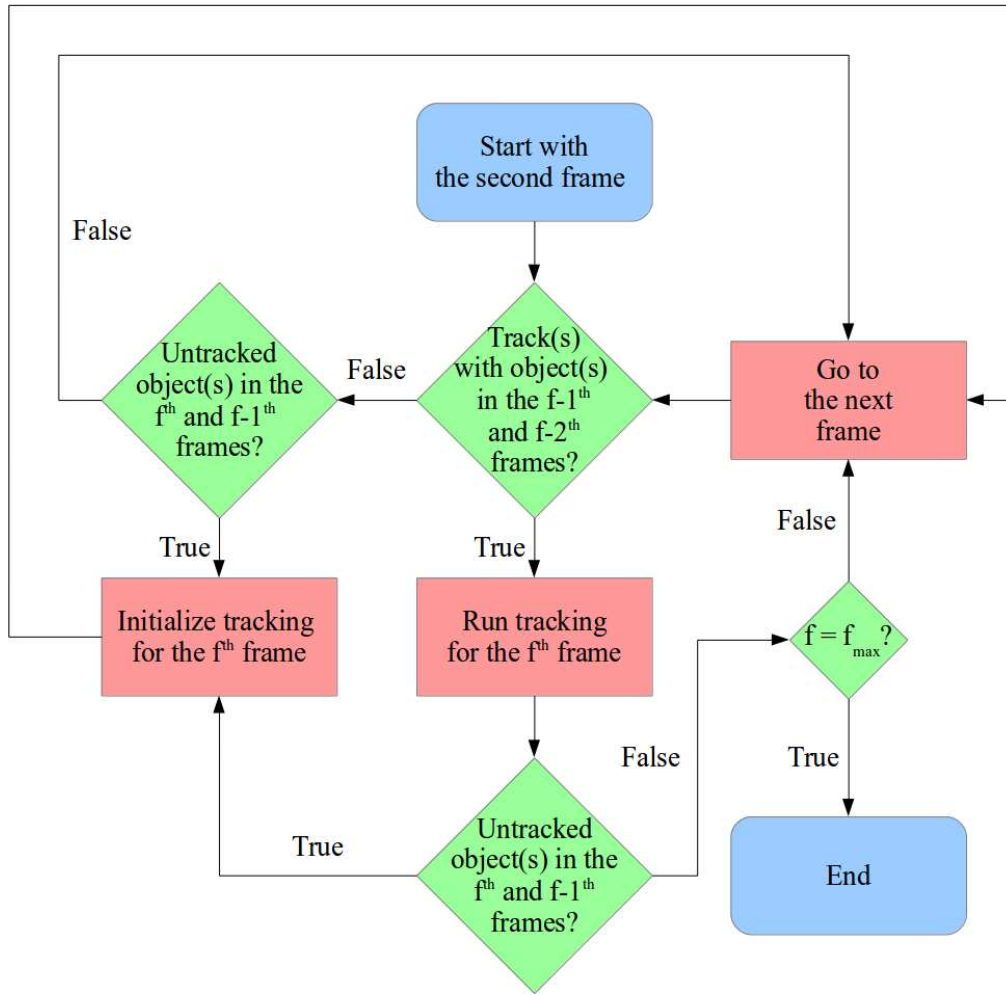 Start with
the second frame
False
Untracked
object(s) in the
fᵗʰ and f-1ᵗʰ
frames?
False
Track(s)
with object(s)
in the f-1ᵗʰ
and f-2ᵗʰ
frames?
Go to
the next
frame
True
True
False
Initialize tracking
for the fᵗʰ frame
Run tracking
for the fᵗʰ frame
f = fₘₐₓ?
True
False
True
Untracked
object(s) in the
fᵗʰ and f-1ᵗʰ
frames?
End